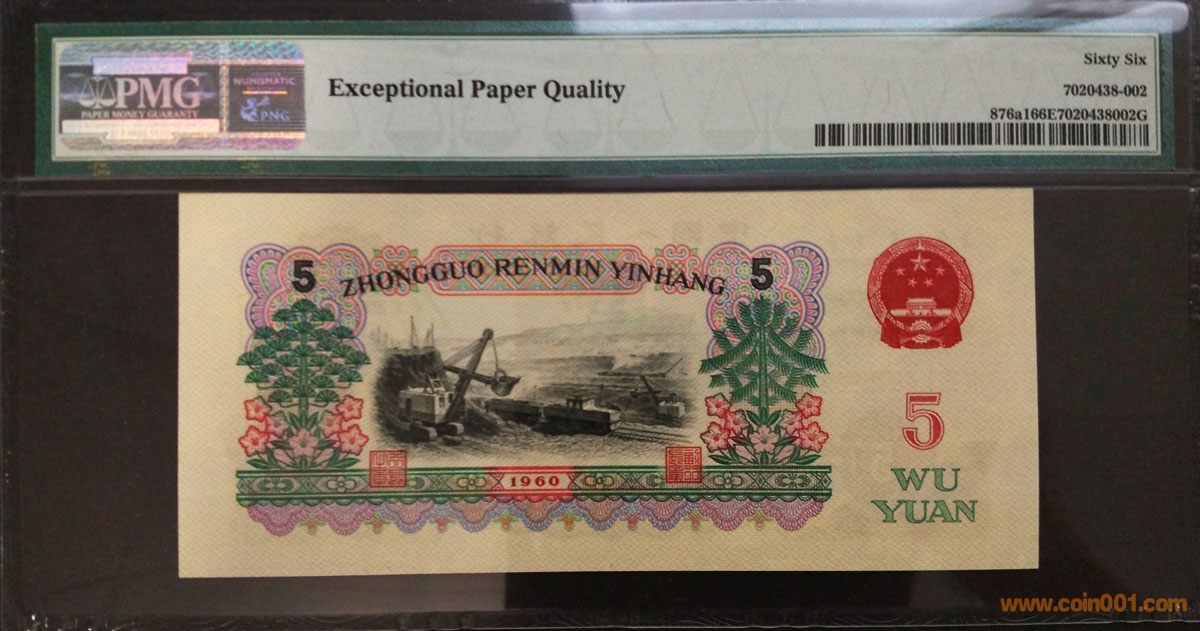 PMG
PAPER MONEY GUARANTY
NUMISMATIC
PNG
Exceptional Paper Quality
Sixty Six
7020438-002
876a166E7020438002G
5 ZHONGGUO RENMIN YINHANG 5
1960
5
WU
YUAN
www.coin001.com